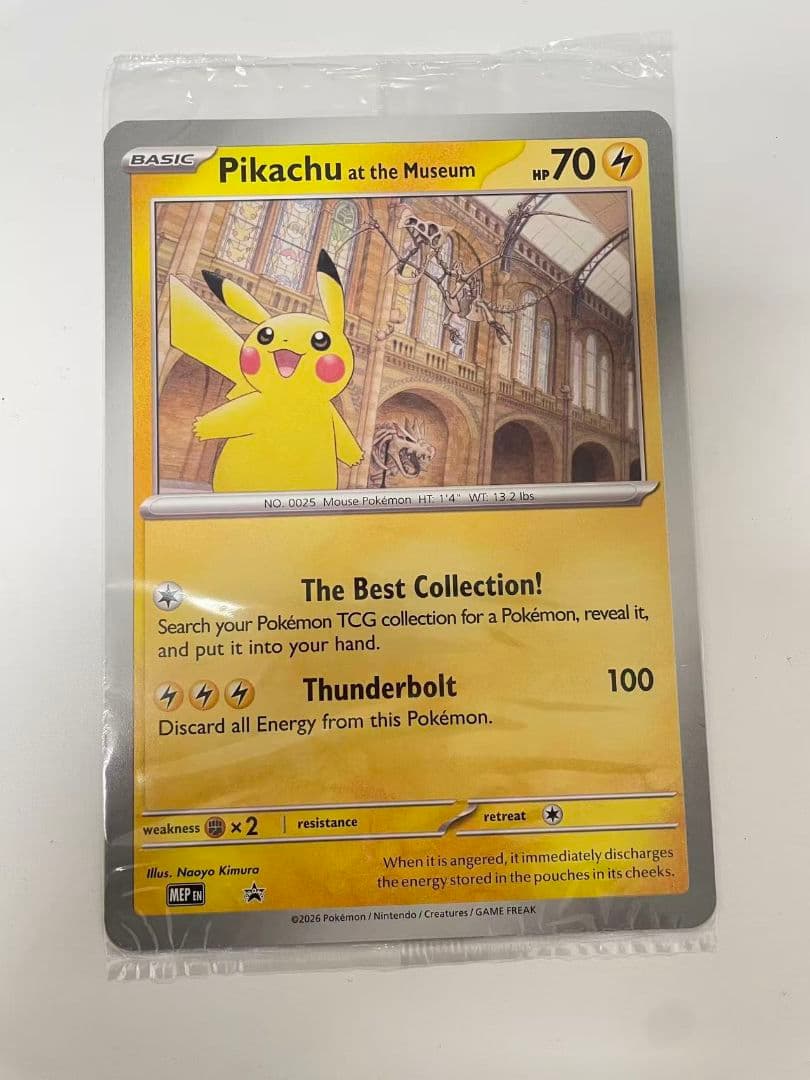 BASIC Pikachu at the Museum HP 70
NO. 0025 Mouse Pokémon HT: 1'4" WT: 13.2 lbs
The Best Collection!
Search your Pokémon TCG collection for a Pokémon, reveal it,
and put it into your hand.
Thunderbolt 100
Discard all Energy from this Pokémon.
weakness ×2 resistance retreat
Illus. Naoyo Kimura
When it is angered, it immediately discharges
the energy stored in the pouches in its cheeks.
MEP EN
©2026 Pokémon / Nintendo / Creatures / GAME FREAK